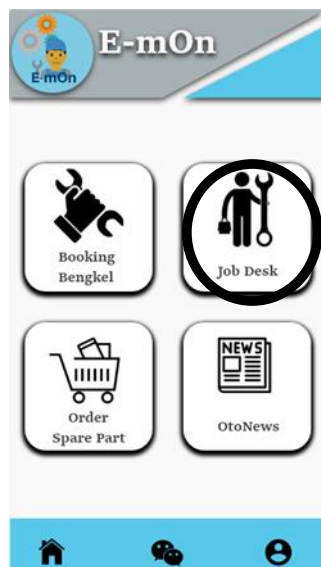 E-mOn
E-mOn
Booking
Bengkel
Job Desk
NEWS
Order
Spare Part
OtoNews